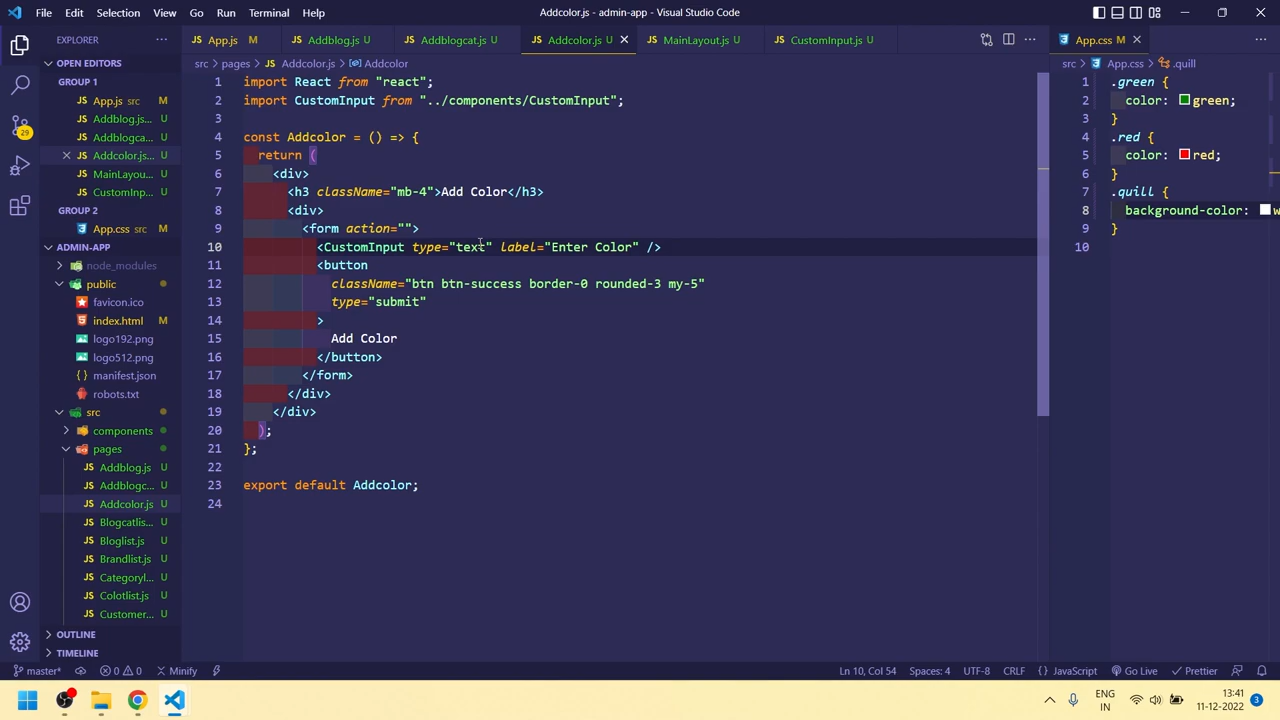 File Edit Selection View Go Run Terminal Help
Addcolor.js - admin-app - Visual Studio Code
EXPLORER
OPEN EDITORS
GROUP 1
App.js src M
Addblog.js... U
Addblogca... U
Addcolor.js... U
MainLayou... U
CustomInp... U
GROUP 2
App.css src M
ADMIN-APP
node_modules
public
favicon.ico
index.html M
logo192.png
logo512.png
manifest.json
robots.txt
src
components
pages
Addblog.js U
Addblogc... U
Addcolor.js U
Blogcatlis... U
Bloglist.js U
Brandlist.js U
Categoryl... U
Colotlist.js U
Customer... U
OUTLINE
TIMELINE
29
App.js M
Addblog.js U
Addblogcat.js U
Addcolor.js U
MainLayout.js U
CustomInput.js U
src > pages > Addcolor.js > Addcolor
1 import React from "react";
2 import CustomInput from "../components/CustomInput";
3
4 const Addcolor = () => {
5 return (
6 <div>
7 <h3 className="mb-4">Add Color</h3>
8 <div>
9 <form action="">
10 <CustomInput type="text" label="Enter Color" />
11 <button
12 className="btn btn-success border-0 rounded-3 my-5"
13 type="submit"
14 >
15 Add Color
16 </button>
17 </form>
18 </div>
19 </div>
20 );
21 };
22
23 export default Addcolor;
24
App.css M
src > App.css > .quill
1 .green {
2 color: green;
3 }
4 .red {
5 color: red;
6 }
7 .quill {
8 background-color: w
9 }
10
master* 0 0 Minify
Ln 10, Col 54 Spaces: 4 UTF-8 CRLF { } JavaScript Go Live Prettier
ENG
IN
13:41
11-12-2022
3